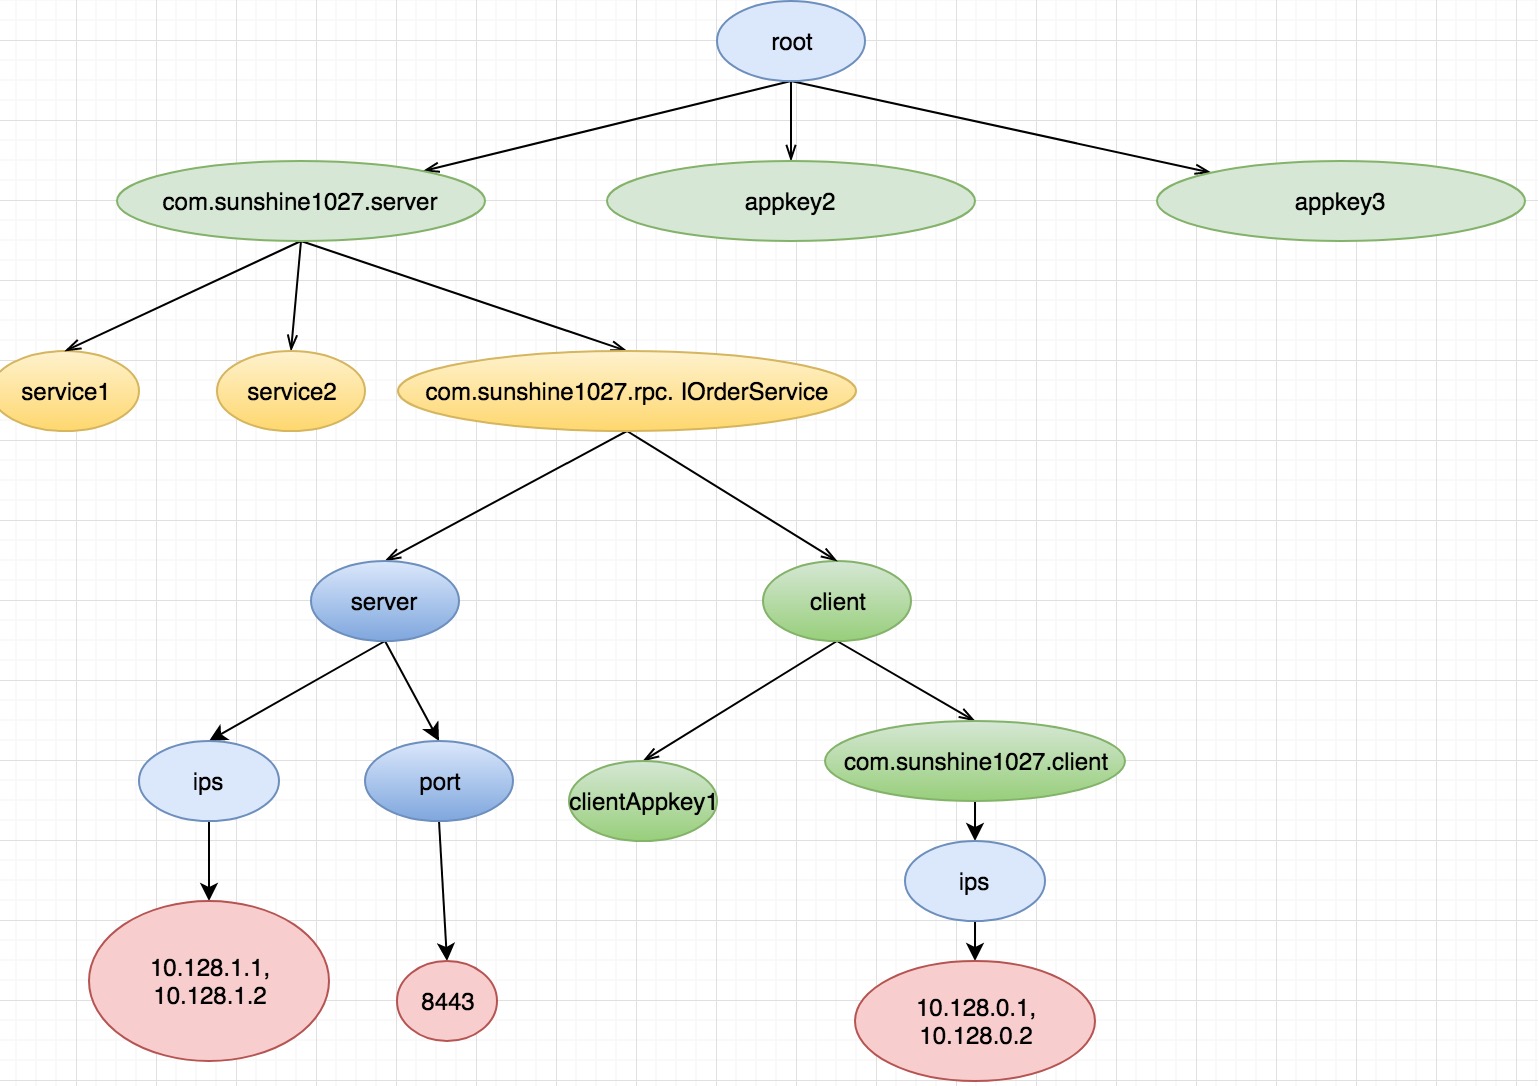 root
com.sunshine1027.server
appkey2
appkey3
service1
service2
com.sunshine1027.rpc. IOrderService
server
client
ips
port
clientAppkey1
com.sunshine1027.client
ips
10.128.1.1,
10.128.1.2
8443
10.128.0.1,
10.128.0.2